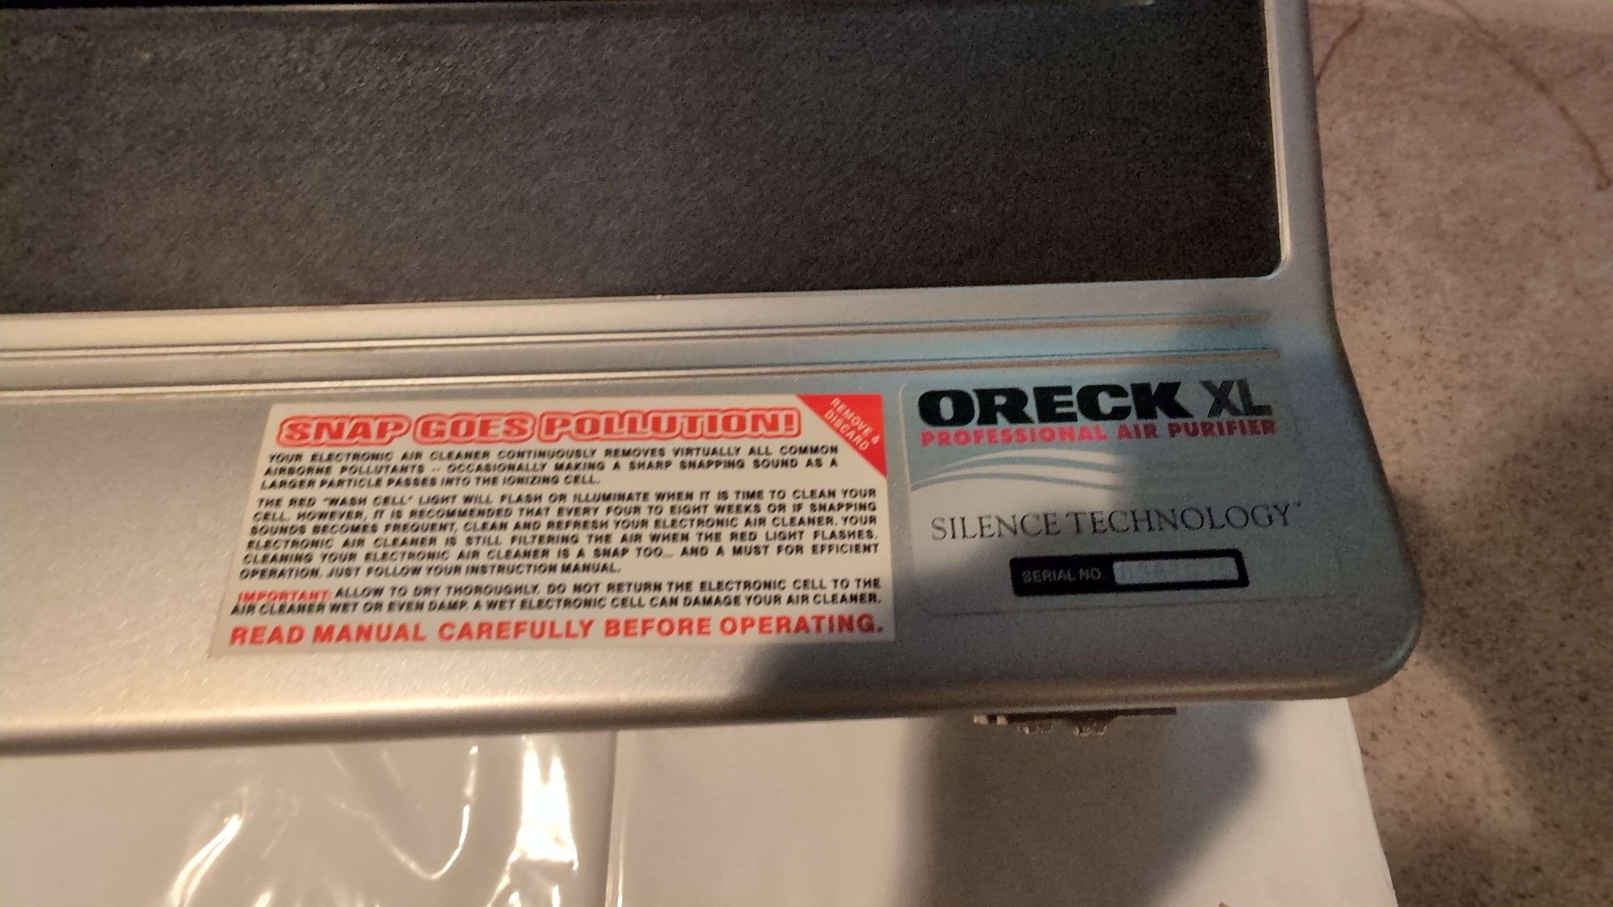 SNAP GOES POLLUTION!
REMOVE &
DISCARD
YOUR ELECTRONIC AIR CLEANER CONTINUOUSLY REMOVES VIRTUALLY ALL COMMON
AIRBORNE POLLUTANTS -- OCCASIONALLY MAKING A SHARP SNAPPING SOUND AS A
LARGER PARTICLE PASSES INTO THE IONIZING CELL.
THE RED "WASH CELL" LIGHT WILL FLASH OR ILLUMINATE WHEN IT IS TIME TO CLEAN YOUR
CELL. HOWEVER, IT IS RECOMMENDED THAT EVERY FOUR TO EIGHT WEEKS OR IF SNAPPING
SOUNDS BECOMES FREQUENT, CLEAN AND REFRESH YOUR ELECTRONIC AIR CLEANER. YOUR
ELECTRONIC AIR CLEANER IS STILL FILTERING THE AIR WHEN THE RED LIGHT FLASHES.
CLEANING YOUR ELECTRONIC AIR CLEANER IS A SNAP TOO... AND A MUST FOR EFFICIENT
OPERATION. JUST FOLLOW YOUR INSTRUCTION MANUAL.
IMPORTANT: ALLOW TO DRY THOROUGHLY. DO NOT RETURN THE ELECTRONIC CELL TO THE
AIR CLEANER WET OR EVEN DAMP. A WET ELECTRONIC CELL CAN DAMAGE YOUR AIR CLEANER.
READ MANUAL CAREFULLY BEFORE OPERATING.
ORECK XL
PROFESSIONAL AIR PURIFIER
SILENCE TECHNOLOGY™
SERIAL NO.